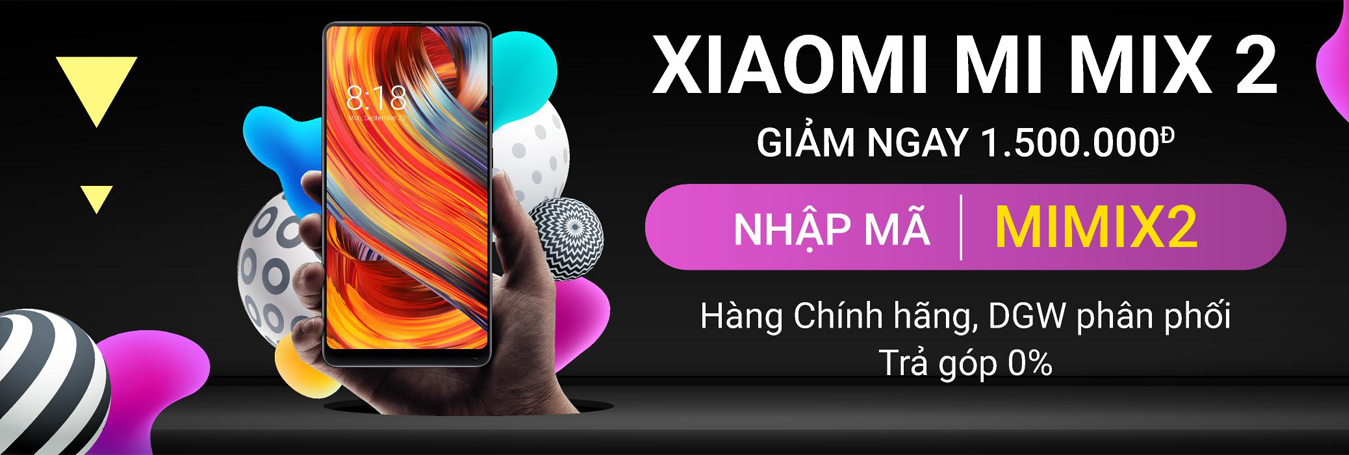 8:18
XIAOMI MI MIX 2
GIẢM NGAY 1.500.000Đ
NHẬP MÃ | MIMIX2
Hàng Chính hãng, DGW phân phối
Trả góp 0%